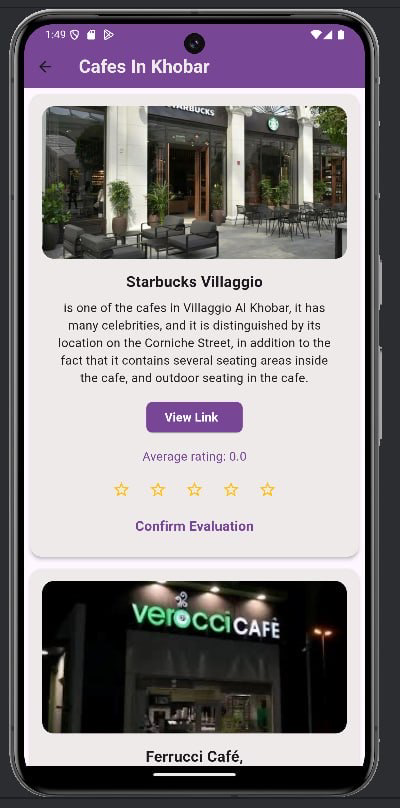 1:49
Cafes In Khobar
STARBUCKS
Starbucks Villaggio
is one of the cafes in Villaggio Al Khobar, it has
many celebrities, and it is distinguished by its
location on the Corniche Street, in addition to the
fact that it contains several seating areas inside
the cafe, and outdoor seating in the cafe.
View Link
Average rating: 0.0
Confirm Evaluation
verocci CAFÉ
Ferrucci Café,